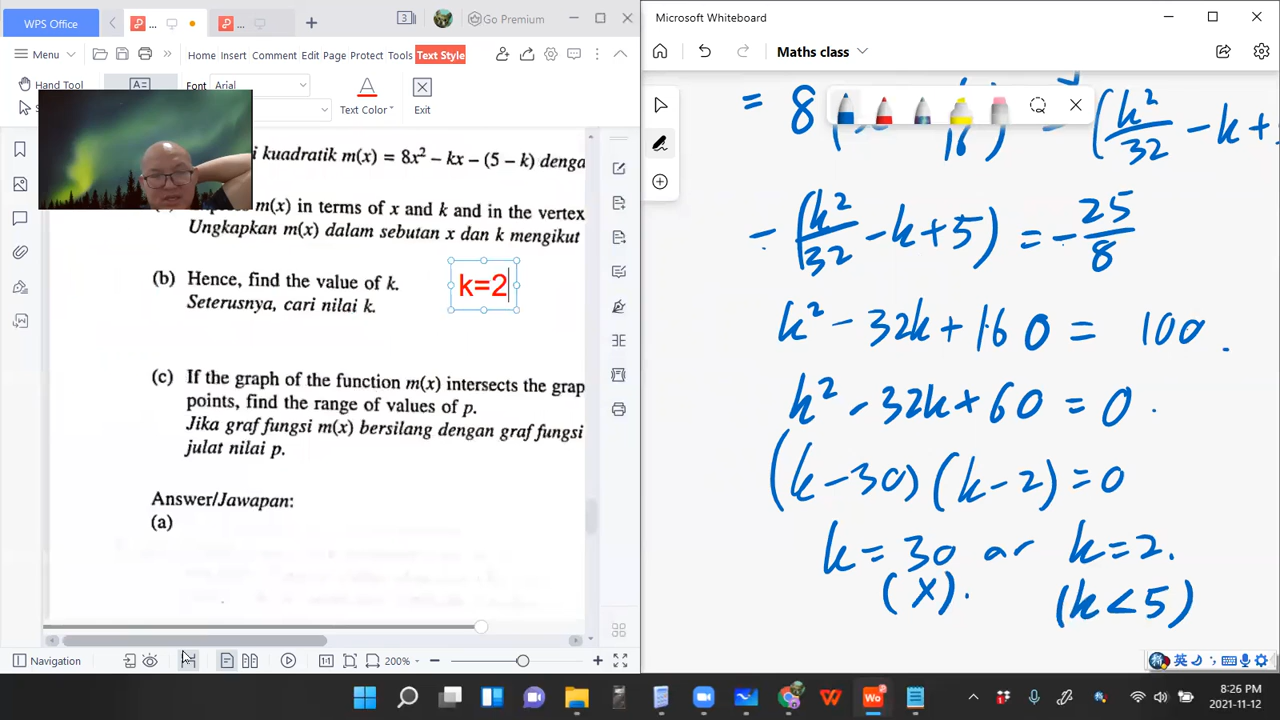 WPS Office
...
...
3
Go Premium
Menu
Home Insert Comment Edit Page Protect Tools Text Style
Hand Tool
Font Arial
Text Color
Exit
i kuadratik m(x) = 8x² – kx – (5 – k) denga
m(x) in terms of x and k and in the vertex
Ungkapkan m(x) dalam sebutan x dan k mengikut
(b) Hence, find the value of k.
Seterusnya, cari nilai k.
k=2
(c) If the graph of the function m(x) intersects the grap
points, find the range of values of p.
Jika graf fungsi m(x) bersilang dengan graf fungsi
julat nilai p.
Answer/Jawapan:
(a)
Navigation
200%
Microsoft Whiteboard
Maths class
= 8 (
16 ) – (k²/32 – k +
– (k²/32 – k + 5) = – 25/8
k² – 32k + 160 = 100.
k² – 32k + 60 = 0.
(k – 30) (k – 2) = 0
k = 30 or k = 2.
(X). (k < 5)
英
8:26 PM
2021-11-12